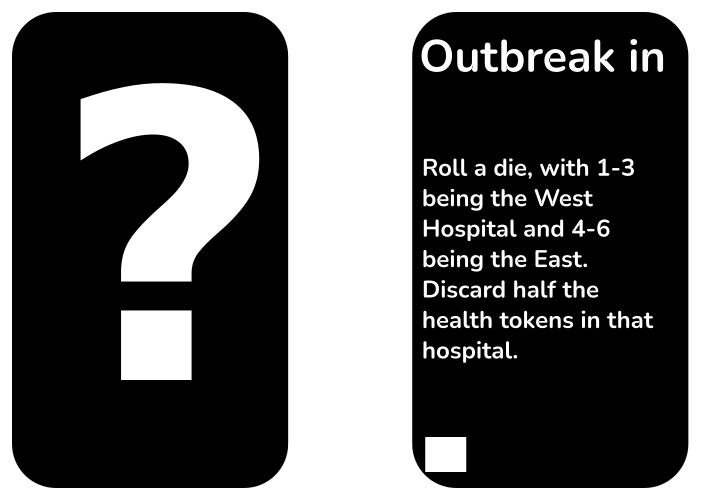 ?
Outbreak in
Roll a die, with 1-3
being the West
Hospital and 4-6
being the East.
Discard half the
health tokens in that
hospital.